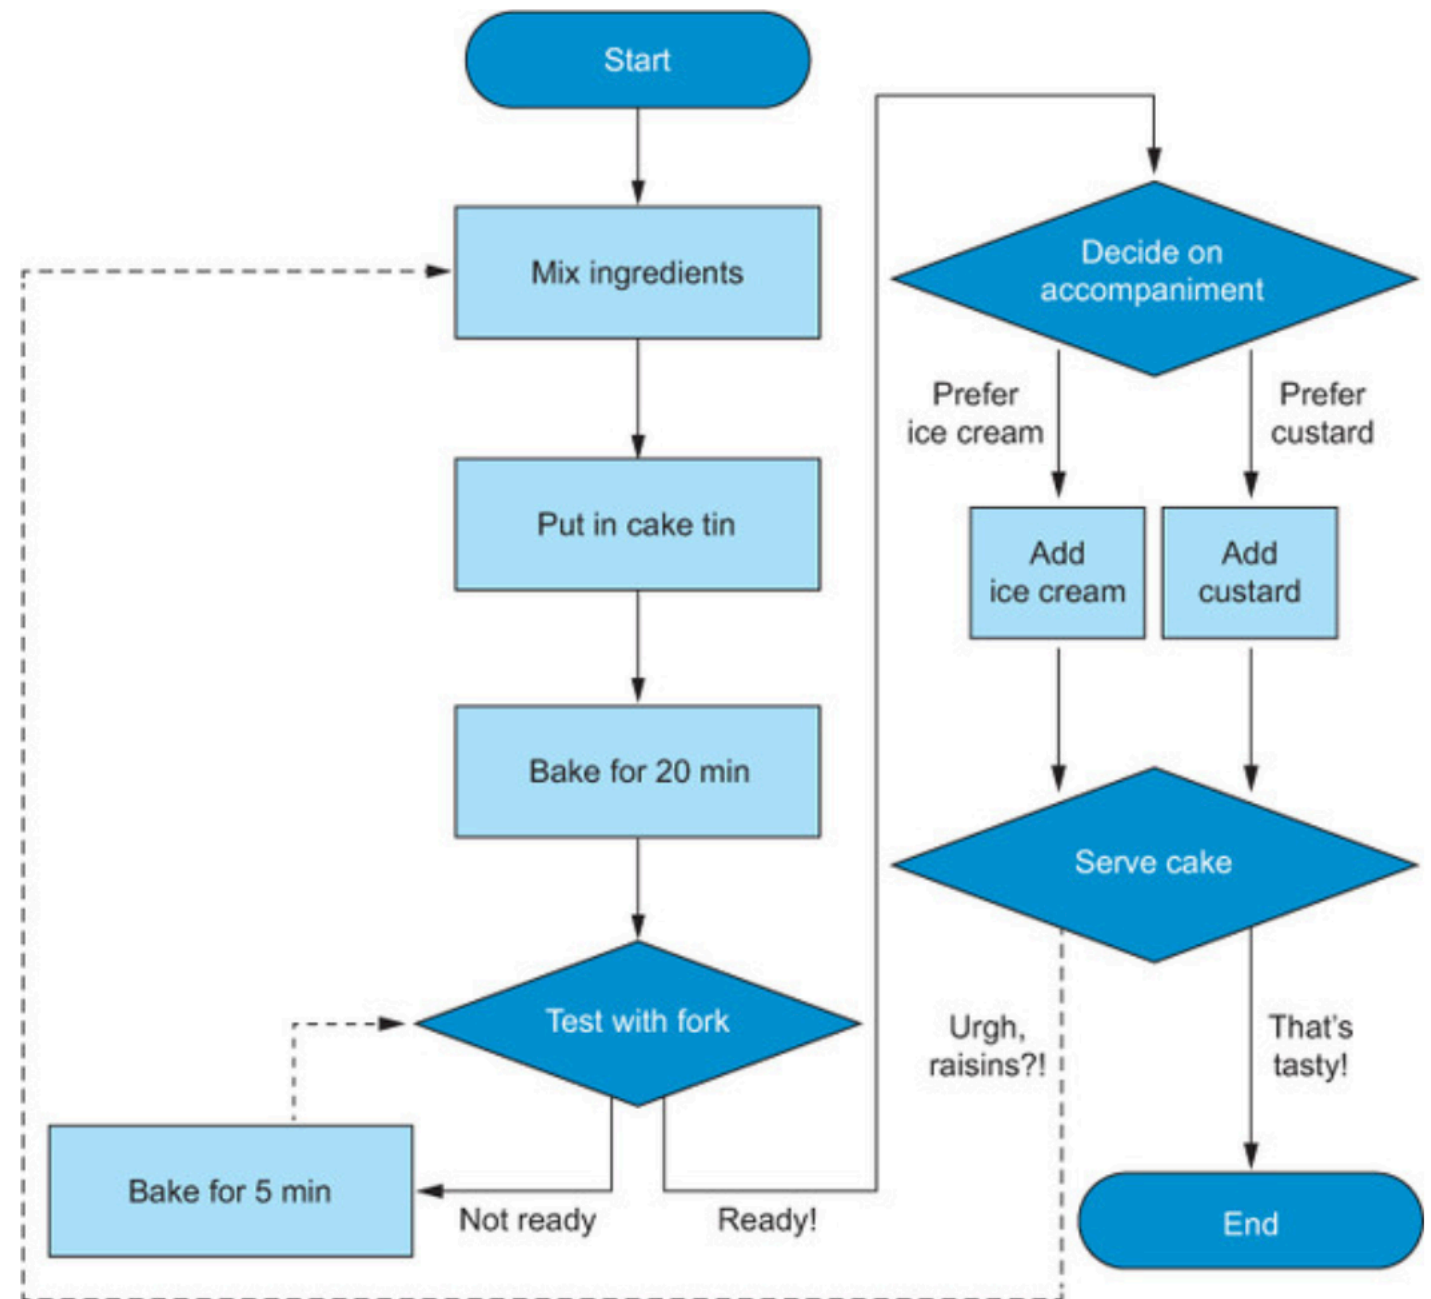 Start
Mix ingredients
Put in cake tin
Bake for 20 min
Test with fork
Bake for 5 min
Not ready
Ready!
Decide on
accompaniment
Prefer
ice cream
Prefer
custard
Add
ice cream
Add
custard
Serve cake
Urgh,
raisins?!
That’s
tasty!
End